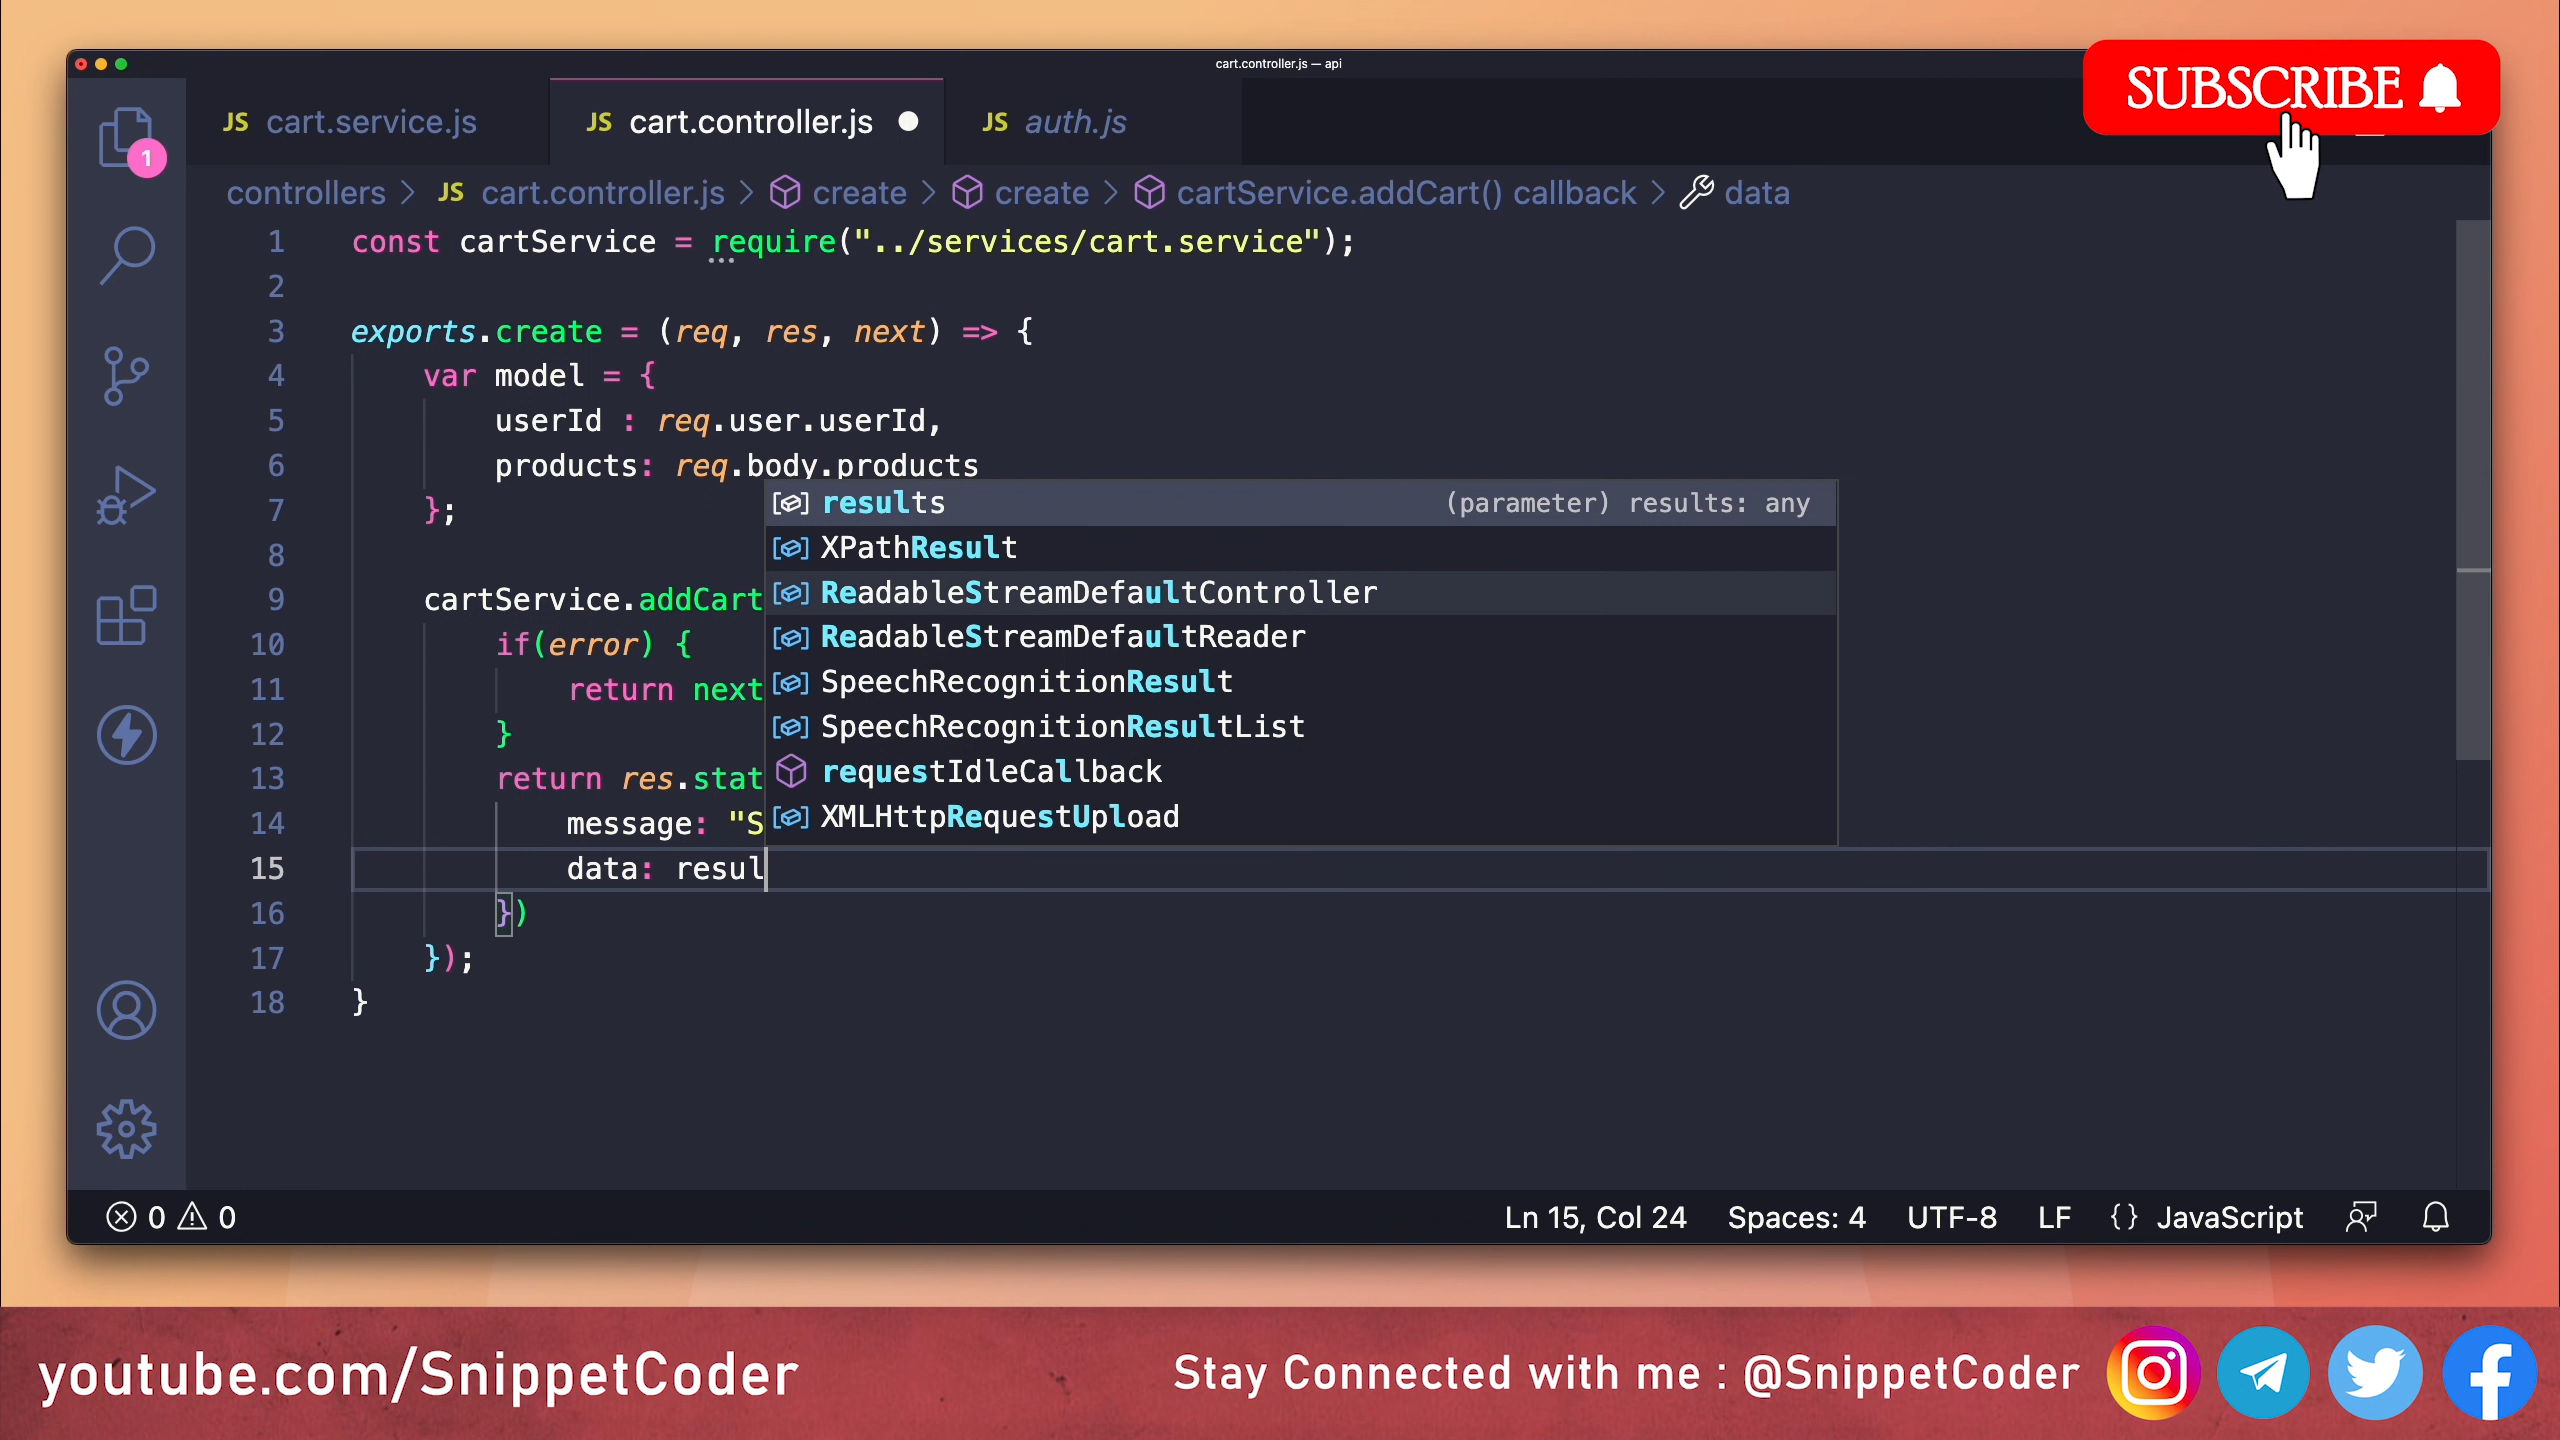 cart.controller.js — api
SUBSCRIBE
JS cart.service.js
JS cart.controller.js
JS auth.js
1
controllers > JS cart.controller.js > create > create > cartService.addCart() callback > data
1 const cartService = require("../services/cart.service");
2
3 exports.create = (req, res, next) => {
4 var model = {
5 userId : req.user.userId,
6 products: req.body.products
7 };
8
9 cartService.addCart
10 if(error) {
11 return next
12 }
13 return res.stat
14 message: "S
15 data: resul
16 })
17 });
18 }
results (parameter) results: any
XPathResult
ReadableStreamDefaultController
ReadableStreamDefaultReader
SpeechRecognitionResult
SpeechRecognitionResultList
requestIdleCallback
XMLHttpRequestUpload
0 0 Ln 15, Col 24 Spaces: 4 UTF-8 LF {} JavaScript
youtube.com/SnippetCoder
Stay Connected with me : @SnippetCoder